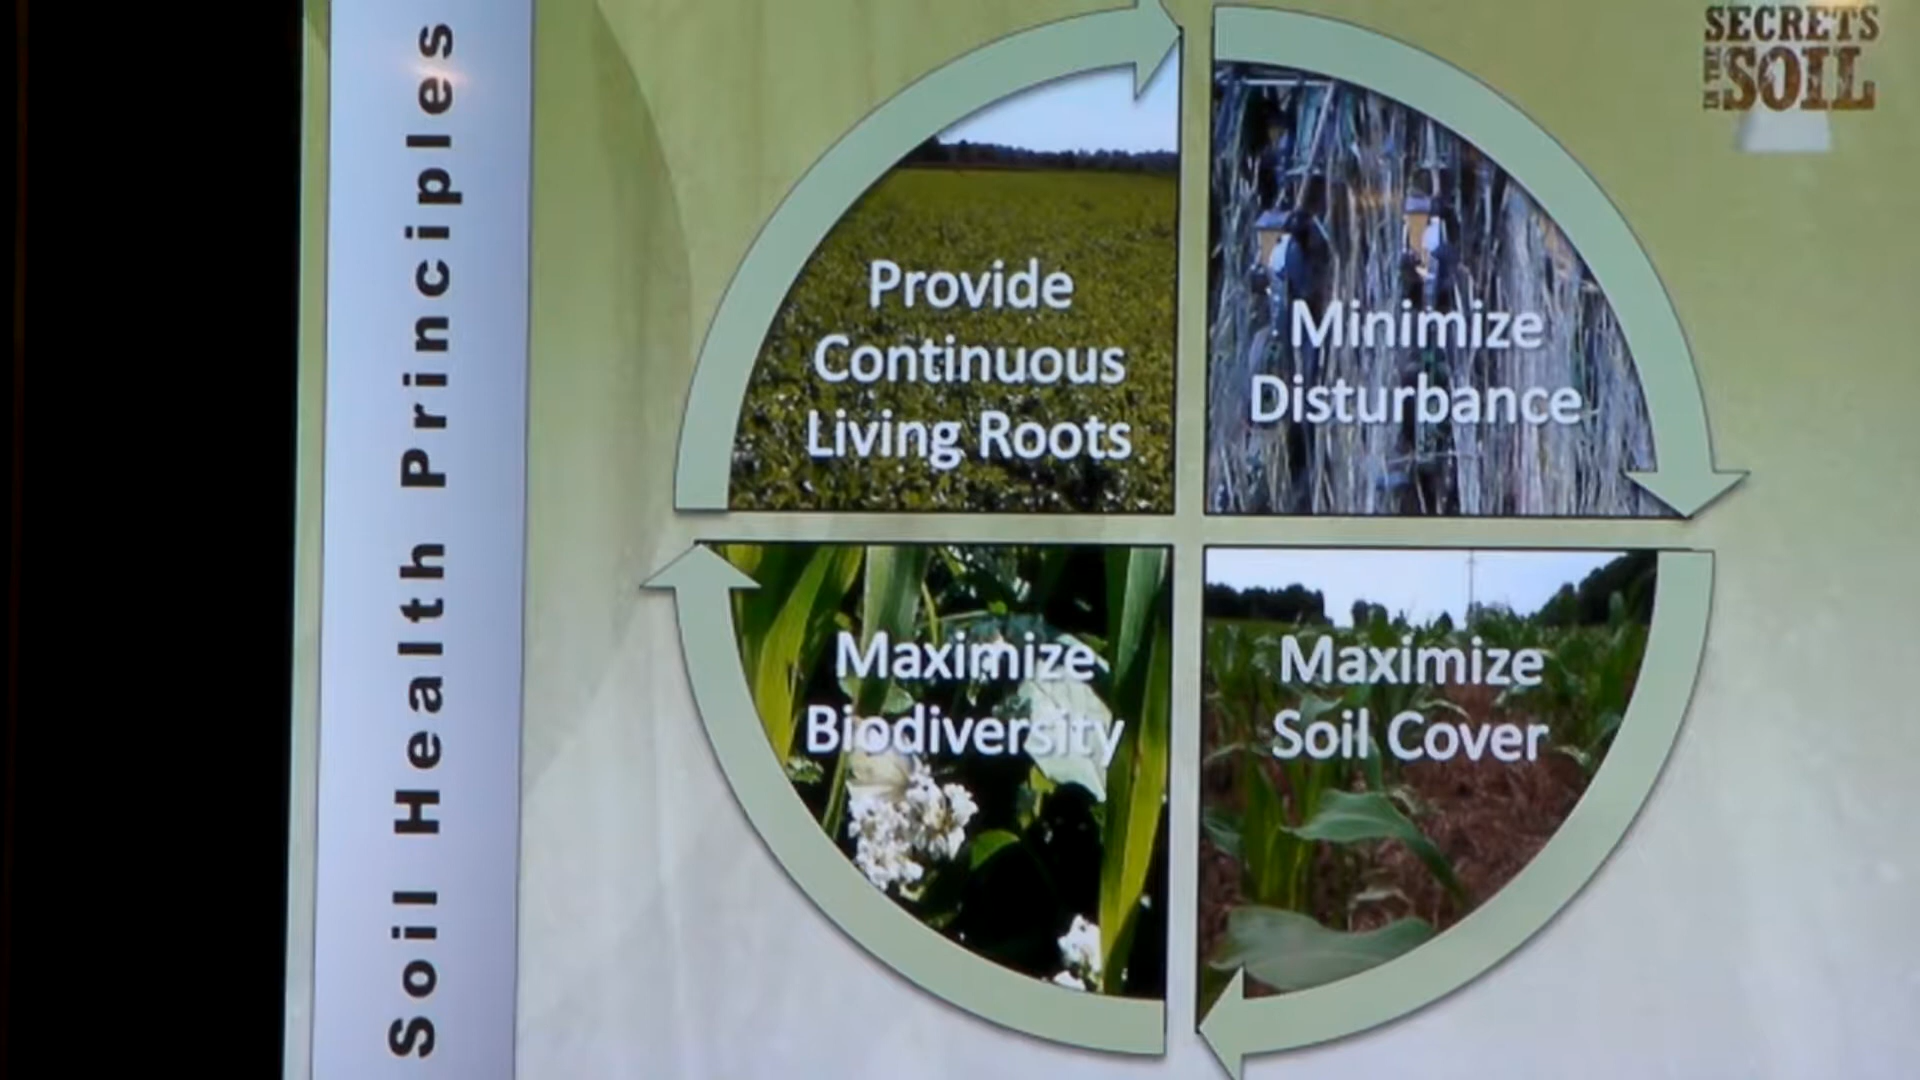 Soil Health Principles
SECRETS
IN THE
SOIL
Provide
Continuous
Living Roots
Minimize
Disturbance
Maximize
Biodiversity
Maximize
Soil Cover